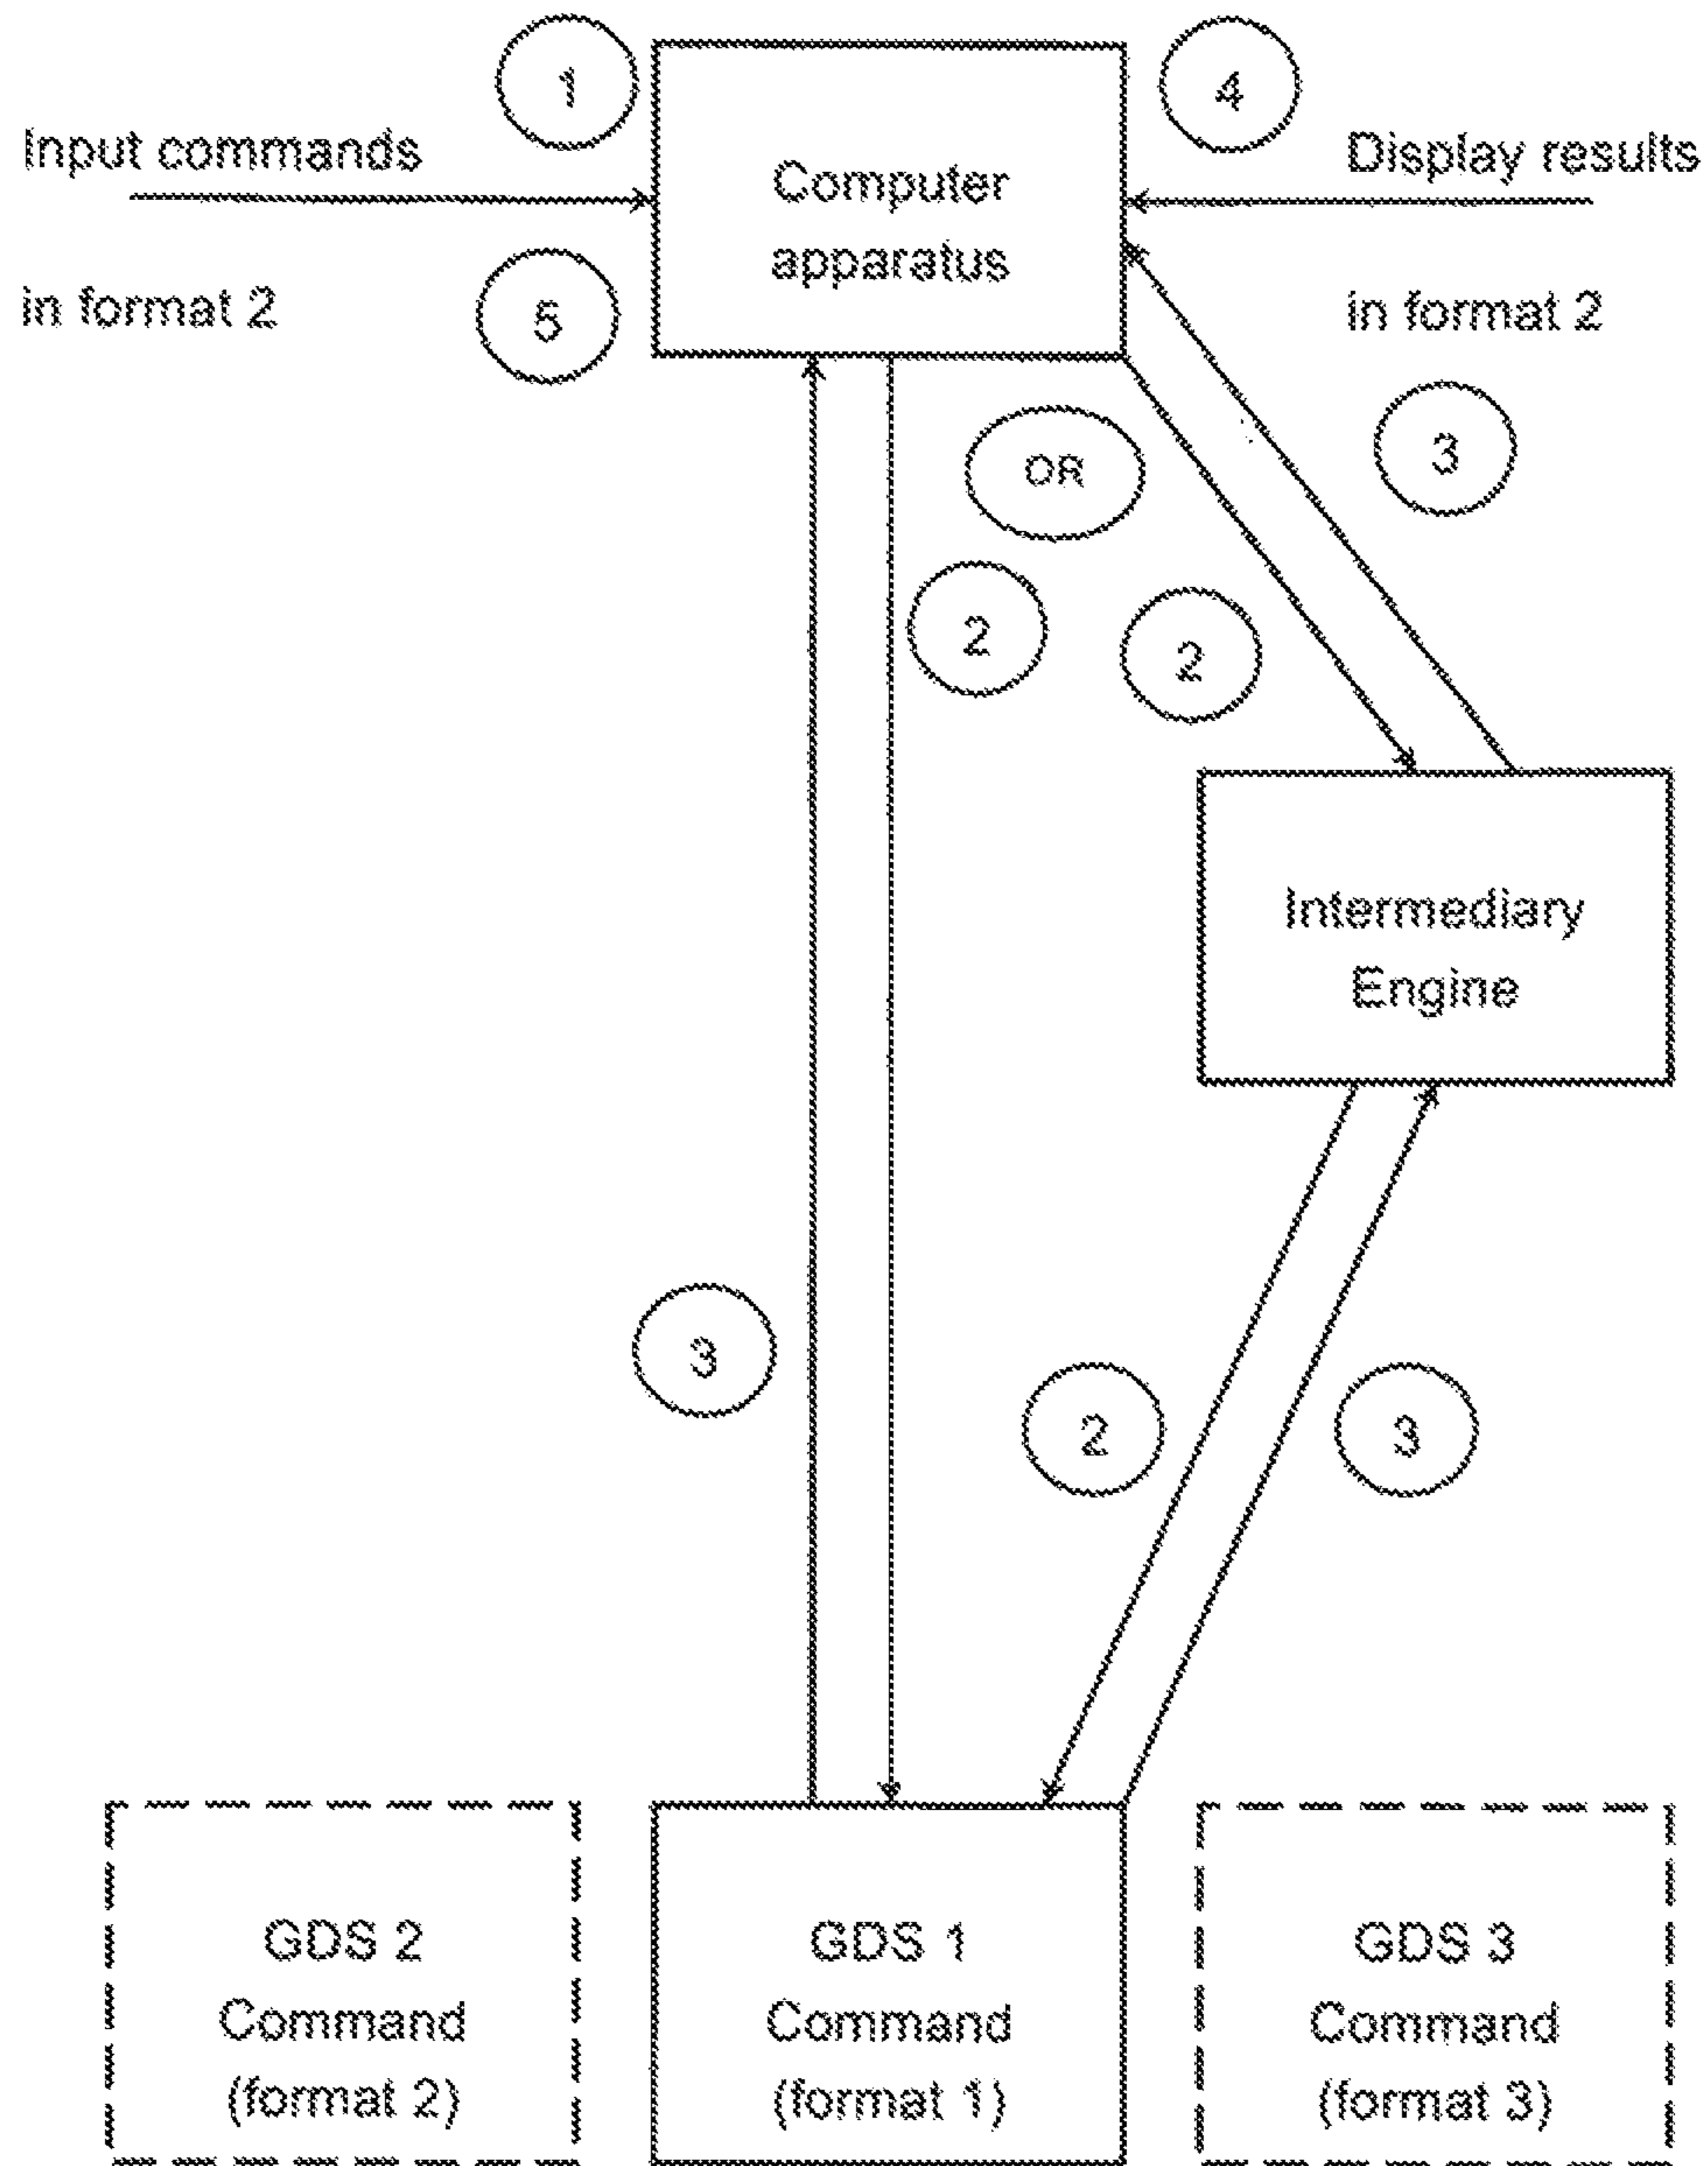 1
4
Input commands
Display results
Computer
apparatus
in format 2
5
in format 2
3
OR
2
2
Intermediary
Engine
3
2
3
GDS 2
Command
(format 2)
GDS 1
Command
(format 1)
GDS 3
Command
(format 3)